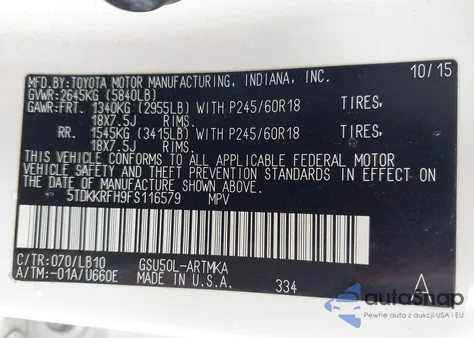 MFD.BY:TOYOTA MOTOR MANUFACTURING, INDIANA, INC. 10/15
GVWR:2645KG (5840LB)
GAWR:FRT. 1340KG (2955LB) WITH P245/60R18 TIRES,
18X7.5J RIMS.
RR. 1545KG (3415LB) WITH P245/60R18 TIRES,
18X7.5J RIMS.
THIS VEHICLE CONFORMS TO ALL APPLICABLE FEDERAL MOTOR
VEHICLE SAFETY AND THEFT PREVENTION STANDARDS IN EFFECT ON
THE DATE OF MANUFACTURE SHOWN ABOVE.
5TDKKRFH9FS116579 MPV
C/TR:070/LB10 GSU50L-ARTMKA
A/TM:-01A/U660E MADE IN U.S.A. 334 A
autoSnap
Pewne auta z aukcji USA i EU